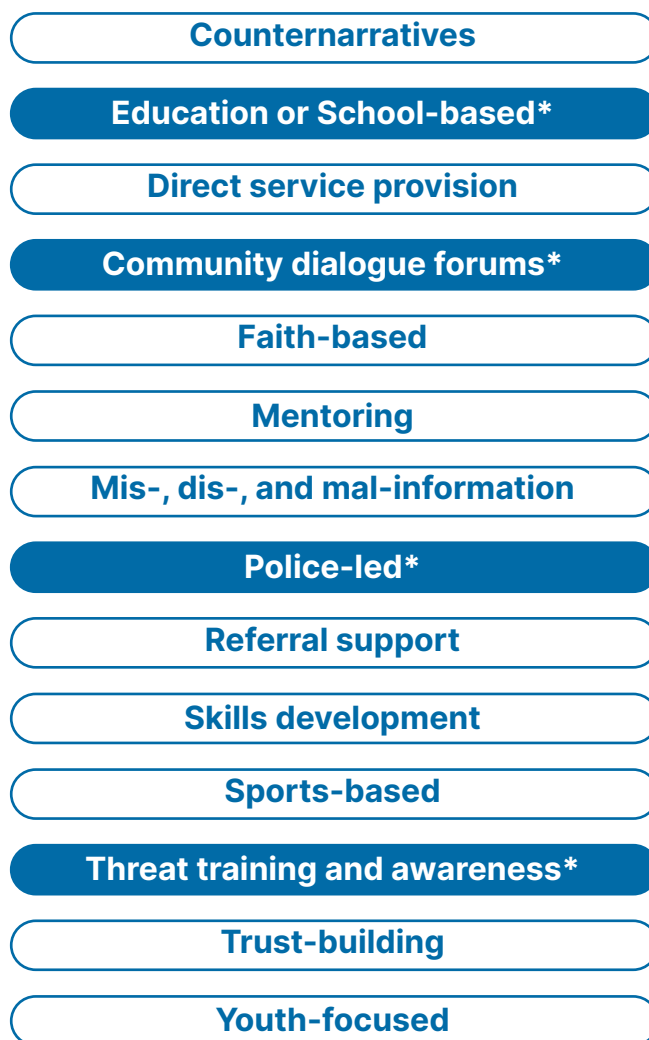 Counternarratives
Education or School-based*
Direct service provision
Community dialogue forums*
Faith-based
Mentoring
Mis-, dis-, and mal-information
Police-led*
Referral support
Skills development
Sports-based
Threat training and awareness*
Trust-building
Youth-focused